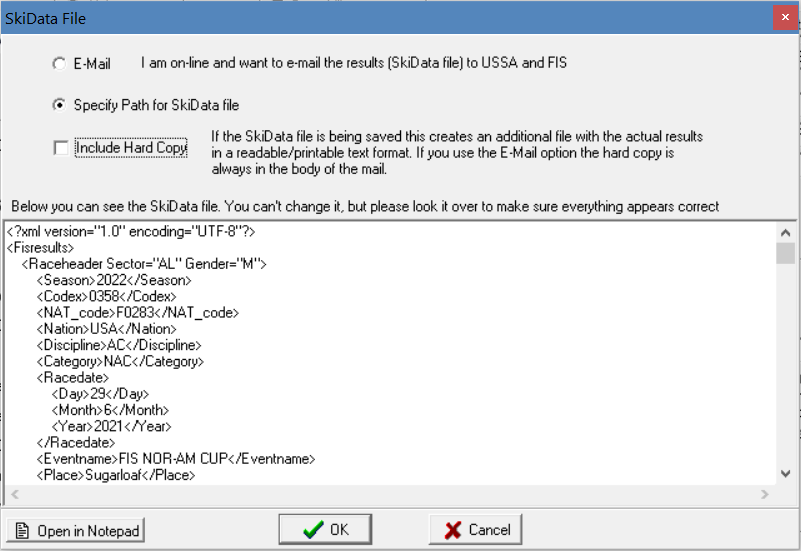 SkiData File
E-Mail I am on-line and want to e-mail the results (SkiData file) to USSA and FIS
Specify Path for SkiData file
Include Hard Copy
If the SkiData file is being saved this creates an additional file with the actual results
in a readable/printable text format. If you use the E-Mail option the hard copy is
always in the body of the mail.
Below you can see the SkiData file. You can't change it, but please look it over to make sure everything appears correct
<?xml version="1.0" encoding="UTF-8"?>
<Fisresults>
<Raceheader Sector="AL" Gender="M">
<Season>2022</Season>
<Codex>0358</Codex>
<NAT_code>F0283</NAT_code>
<Nation>USA</Nation>
<Discipline>AC</Discipline>
<Category>NAC</Category>
<Racedate>
<Day>29</Day>
<Month>6</Month>
<Year>2021</Year>
</Racedate>
<Eventname>FIS NOR-AM CUP</Eventname>
<Place>Sugarloaf</Place>
Open in Notepad OK Cancel